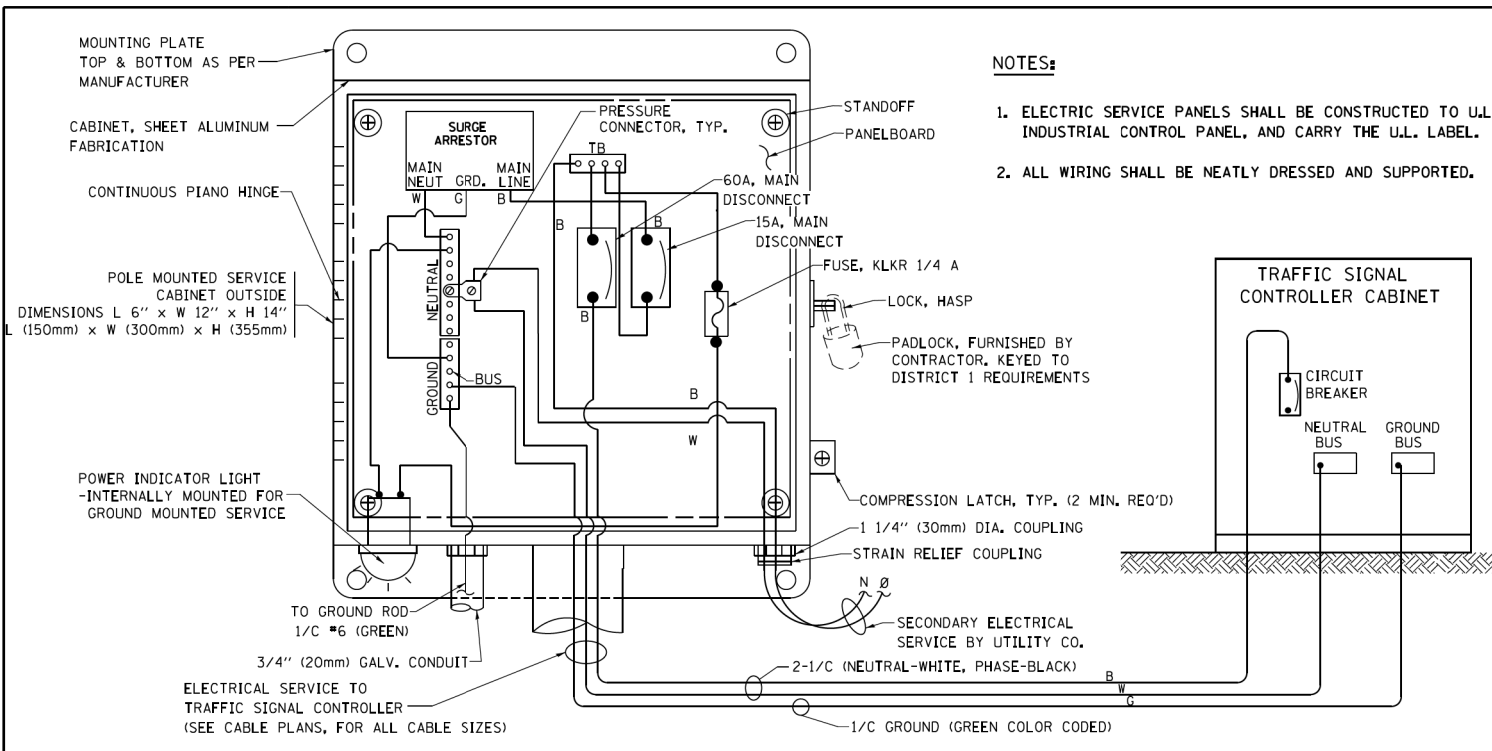 MOUNTING PLATE
TOP & BOTTOM AS PER
MANUFACTURER
CABINET, SHEET ALUMINUM
FABRICATION
CONTINUOUS PIANO HINGE
POLE MOUNTED SERVICE
CABINET OUTSIDE
DIMENSIONS L 6" x W 12" x H 14"
L (150mm) x W (300mm) x H (355mm)
POWER INDICATOR LIGHT
-INTERNALLY MOUNTED FOR
GROUND MOUNTED SERVICE
TO GROUND ROD
1/C #6 (GREEN)
3/4" (20mm) GALV. CONDUIT
ELECTRICAL SERVICE TO
TRAFFIC SIGNAL CONTROLLER
(SEE CABLE PLANS, FOR ALL CABLE SIZES)
SURGE
ARRESTOR
MAIN
NEUT
GRD.
MAIN
LINE
W
G
B
PRESSURE
CONNECTOR, TYP.
TB
B
B
B
NEUTRAL
GROUND
BUS
B
W
STANDOFF
PANELBOARD
60A, MAIN
DISCONNECT
15A, MAIN
DISCONNECT
FUSE, KLKR 1/4 A
LOCK, HASP
PADLOCK, FURNISHED BY
CONTRACTOR. KEYED TO
DISTRICT 1 REQUIREMENTS
COMPRESSION LATCH, TYP. (2 MIN. REQ'D)
1 1/4" (30mm) DIA. COUPLING
STRAIN RELIEF COUPLING
N Ø
SECONDARY ELECTRICAL
SERVICE BY UTILITY CO.
2-1/C (NEUTRAL-WHITE, PHASE-BLACK)
B
W
G
1/C GROUND (GREEN COLOR CODED)
NOTES:
1. ELECTRIC SERVICE PANELS SHALL BE CONSTRUCTED TO U.L
INDUSTRIAL CONTROL PANEL, AND CARRY THE U.L. LABEL.
2. ALL WIRING SHALL BE NEATLY DRESSED AND SUPPORTED.
TRAFFIC SIGNAL
CONTROLLER CABINET
CIRCUIT
BREAKER
NEUTRAL
BUS
GROUND
BUS